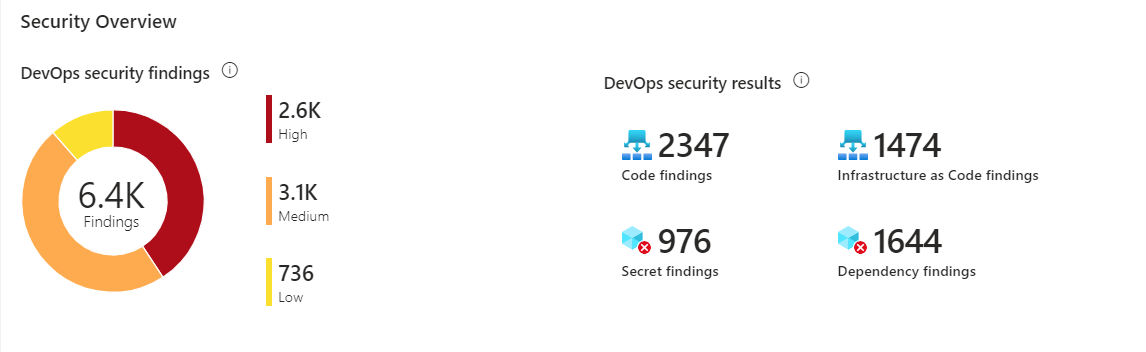 Security Overview
DevOps security findings
6.4K
Findings
2.6K
High
3.1K
Medium
736
Low
DevOps security results
2347
Code findings
1474
Infrastructure as Code findings
976
Secret findings
1644
Dependency findings